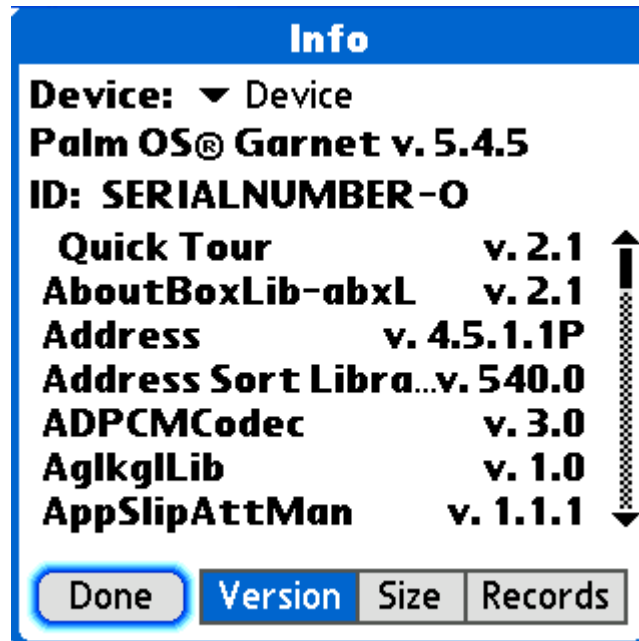 Info
Device: Device
Palm OS® Garnet v. 5.4.5
ID: SERIALNUMBER-O
Quick Tour v. 2.1
AboutBoxLib-abxL v. 2.1
Address v. 4.5.1.1P
Address Sort Libra...v. 540.0
ADPCMCodec v. 3.0
AglkglLib v. 1.0
AppSlipAttMan v. 1.1.1
Done Version Size Records